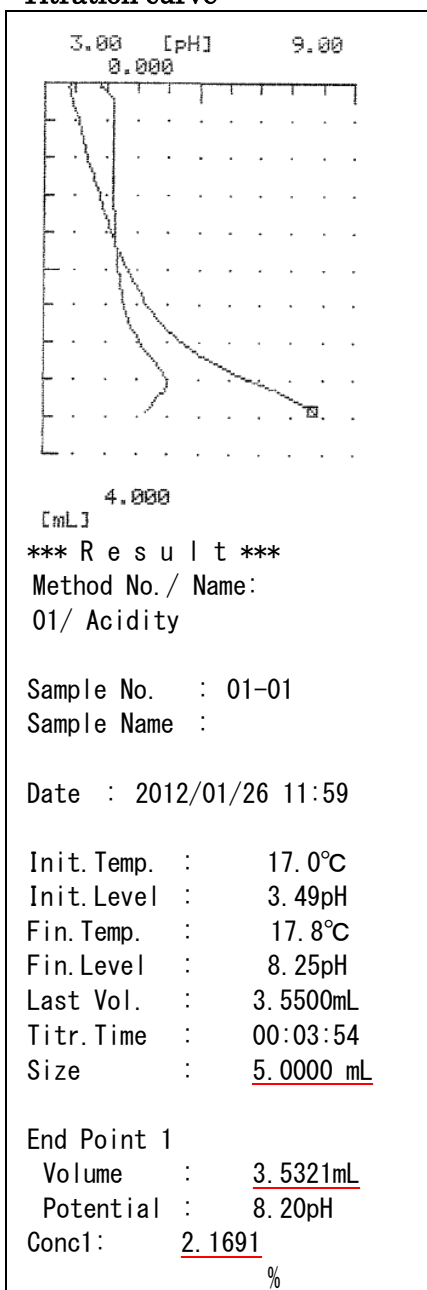 Titration curve
3.00 [pH] 9.00
0.000
4.000
[mL]
*** R e s u l t ***
Method No./ Name:
01/ Acidity
Sample No. : 01-01
Sample Name :
Date : 2012/01/26 11:59
Init.Temp. : 17.0℃
Init.Level : 3.49pH
Fin.Temp. : 17.8℃
Fin.Level : 8.25pH
Last Vol. : 3.5500mL
Titr.Time : 00:03:54
Size : 5.0000 mL
End Point 1
Volume : 3.5321mL
Potential : 8.20pH
Conc1: 2.1691
%